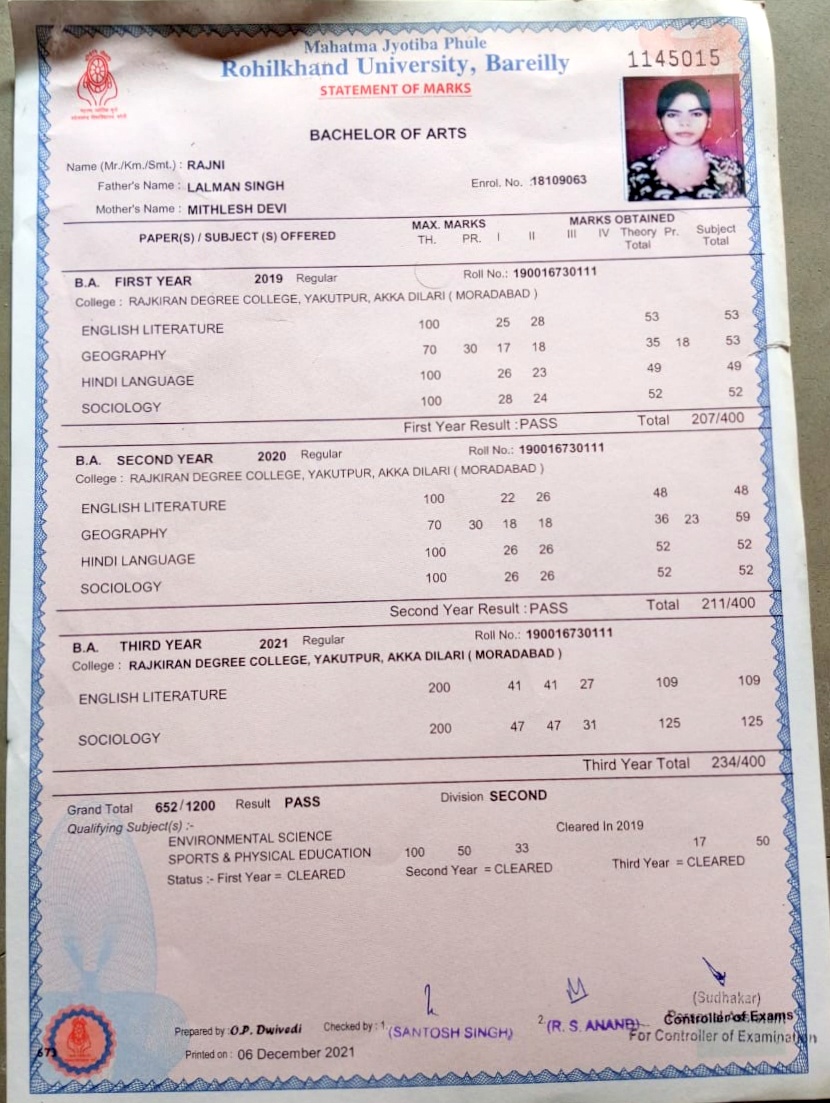 Mahatma Jyotiba Phule
Rohilkhand University, Bareilly
1145015
STATEMENT OF MARKS
BACHELOR OF ARTS
Name (Mr./Km./Smt.) : RAJNI
Father's Name : LALMAN SINGH Enrol. No. :18109063
Mother's Name : MITHLESH DEVI
PAPER(S) / SUBJECT (S) OFFERED MAX. MARKS MARKS OBTAINED
TH. PR. I II III IV Theory Total Pr. Subject Total
B.A. FIRST YEAR 2019 Regular Roll No.: 190016730111
College : RAJKIRAN DEGREE COLLEGE, YAKUTPUR, AKKA DILARI ( MORADABAD )
ENGLISH LITERATURE 100 25 28 53 53
GEOGRAPHY 70 30 17 18 35 18 53
HINDI LANGUAGE 100 26 23 49 49
SOCIOLOGY 100 28 24 52 52
First Year Result : PASS Total 207/400
B.A. SECOND YEAR 2020 Regular Roll No.: 190016730111
College : RAJKIRAN DEGREE COLLEGE, YAKUTPUR, AKKA DILARI ( MORADABAD )
ENGLISH LITERATURE 100 22 26 48 48
GEOGRAPHY 70 30 18 18 36 23 59
HINDI LANGUAGE 100 26 26 52 52
SOCIOLOGY 100 26 26 52 52
Second Year Result : PASS Total 211/400
B.A. THIRD YEAR 2021 Regular Roll No.: 190016730111
College : RAJKIRAN DEGREE COLLEGE, YAKUTPUR, AKKA DILARI ( MORADABAD )
ENGLISH LITERATURE 200 41 41 27 109 109
SOCIOLOGY 200 47 47 31 125 125
Third Year Total 234/400
Grand Total 652/1200 Result PASS Division SECOND
Qualifying Subject(s) :-
ENVIRONMENTAL SCIENCE Cleared In 2019
SPORTS & PHYSICAL EDUCATION 100 50 33 17 50
Status :- First Year = CLEARED Second Year = CLEARED Third Year = CLEARED
(Sudhakar)
Prepared by :O.P. Dwivedi Checked by : 1. (SANTOSH SINGH) 2. (R. S. ANAND) Controller of Exams
For Controller of Examination
Printed on : 06 December 2021
673